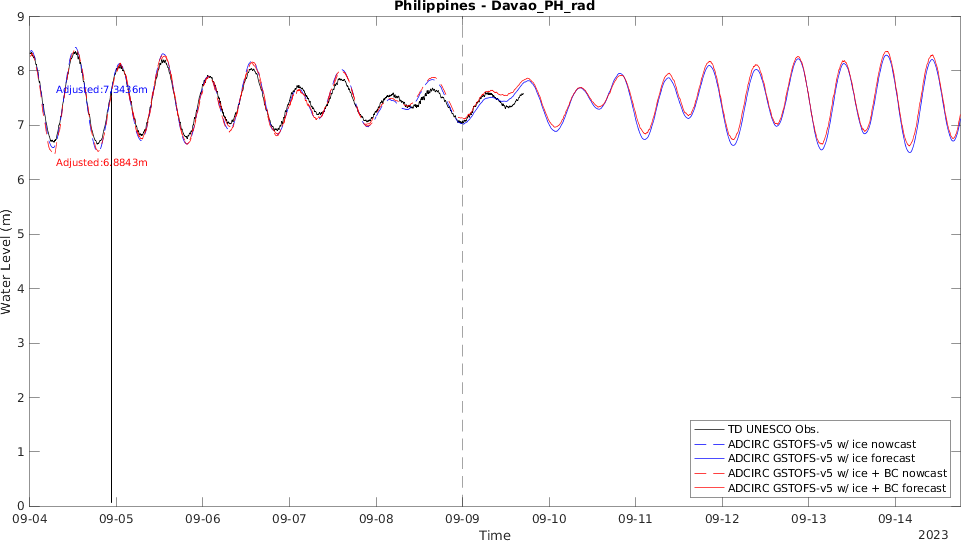 Philippines - Davao_PH_rad
Water Level (m)
9
8
7
6
5
4
3
2
1
0
Adjusted:7.3436m
Adjusted:6.8843m
TD UNESCO Obs.
ADCIRC GSTOFS-v5 w/ ice nowcast
ADCIRC GSTOFS-v5 w/ ice forecast
ADCIRC GSTOFS-v5 w/ ice + BC nowcast
ADCIRC GSTOFS-v5 w/ ice + BC forecast
09-04 09-05 09-06 09-07 09-08 09-09 09-10 09-11 09-12 09-13 09-14
Time
2023